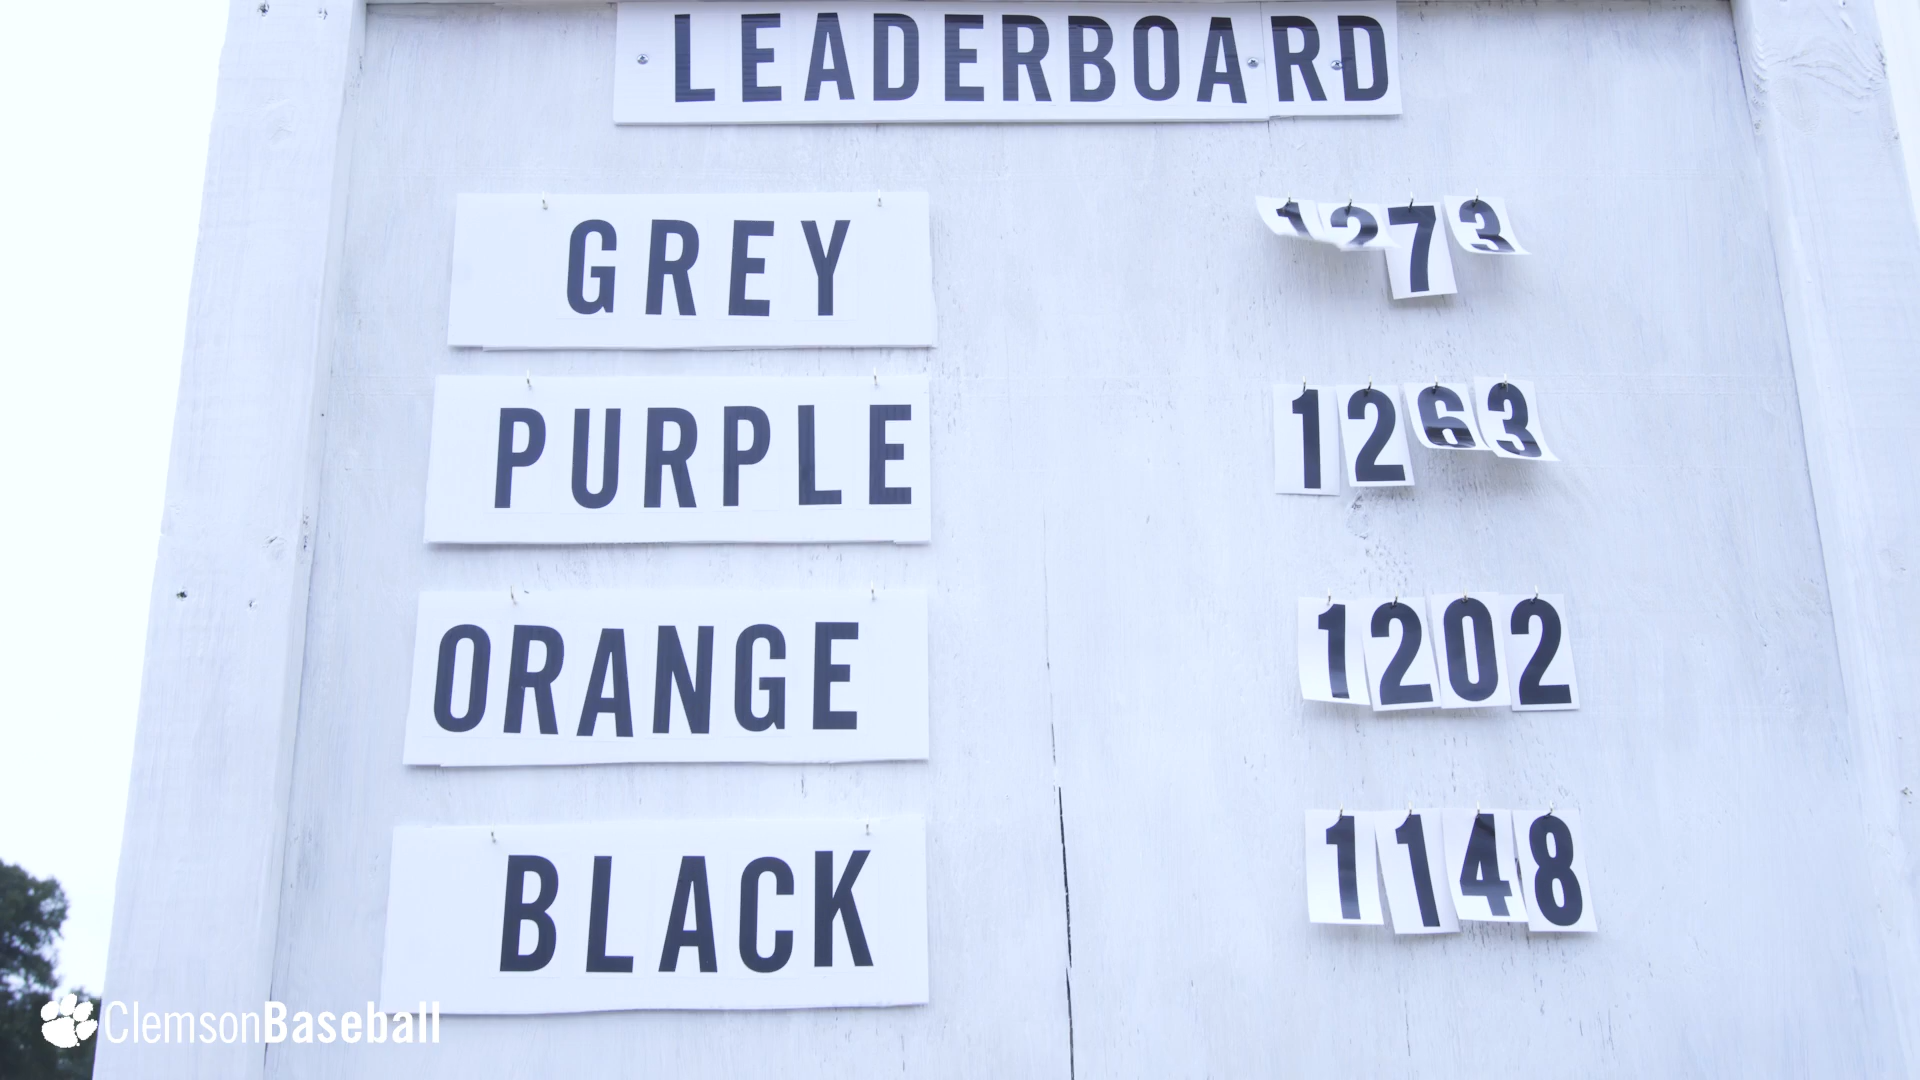 LEADERBOARD
GREY 1273
PURPLE 1263
ORANGE 1202
BLACK 1148
ClemsonBaseball